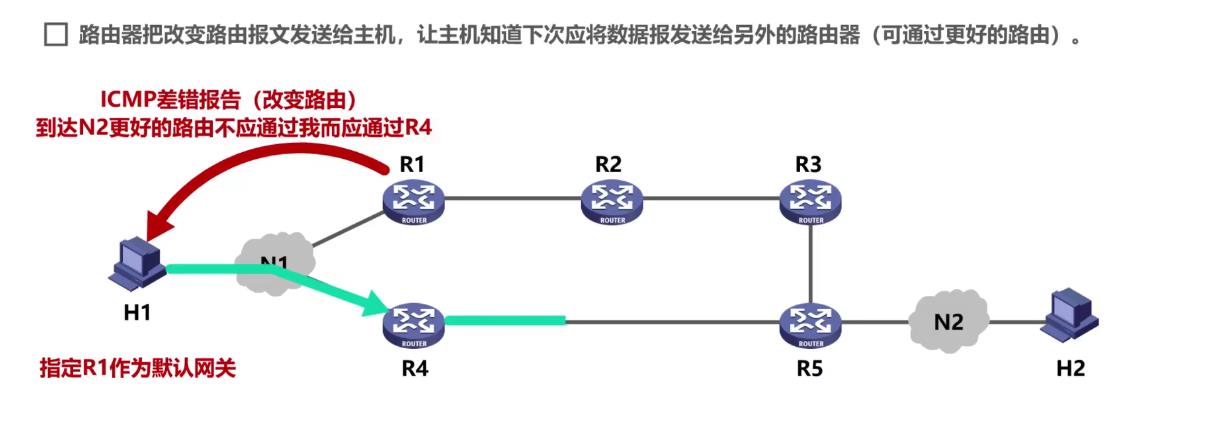 路由器把改变路由报文发送给主机，让主机知道下次应将数据报发送给另外的路由器（可通过更好的路由）。
ICMP差错报告（改变路由）
到达N2更好的路由不应通过我而应通过R4
R1
R2
R3
ROUTER
ROUTER
ROUTER
N1
H1
ROUTER
ROUTER
N2
R4
R5
H2
指定R1作为默认网关